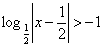 log_{1/2} |x - 1/2| > -1